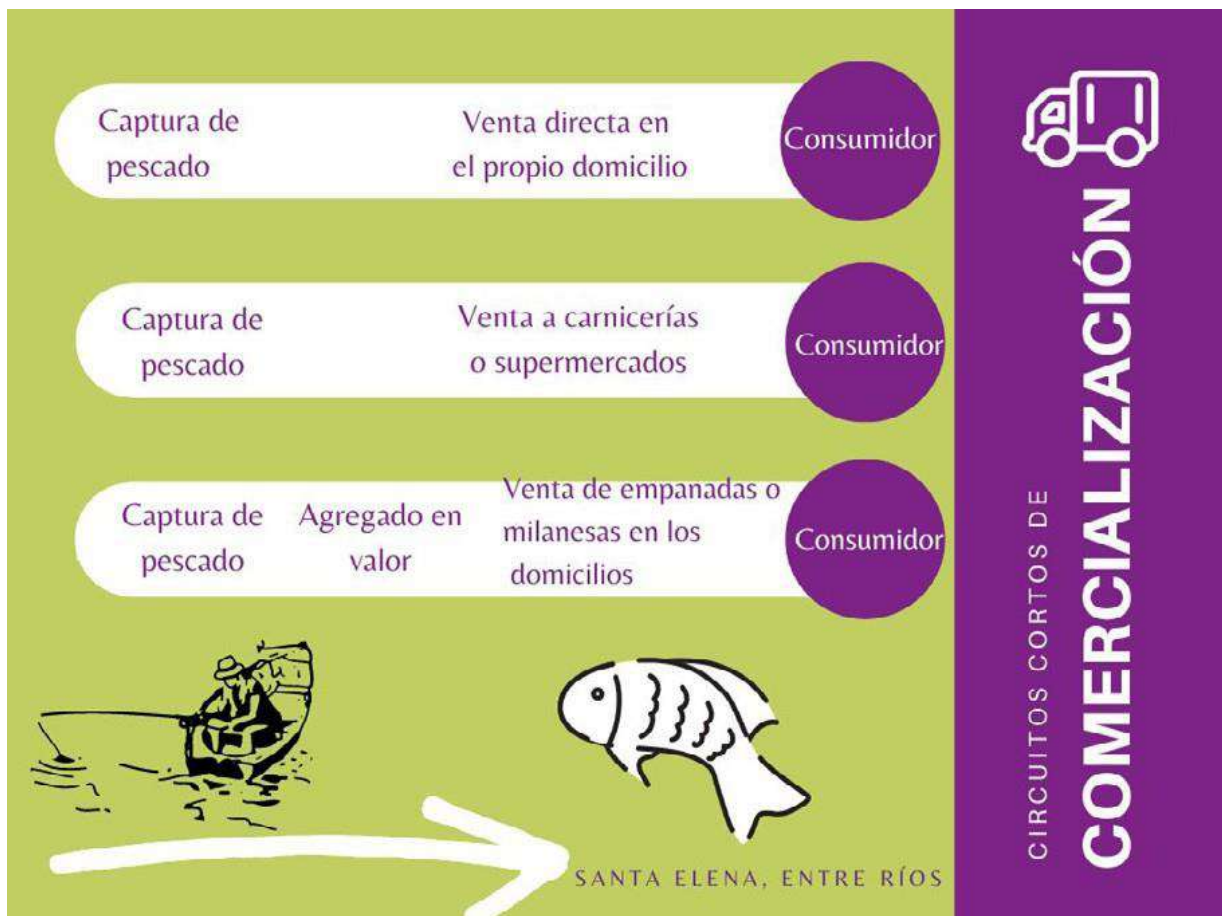 Captura de
pescado
Venta directa en
el propio domicilio
Consumidor
Captura de
pescado
Venta a carnicerías
o supermercados
Consumidor
Captura de
pescado
Agregado en
valor
Venta de empanadas o
milanesas en los
domicilios
Consumidor
SANTA ELENA, ENTRE RÍOS
CIRCUITOS CORTOS DE
COMERCIALIZACIÓN